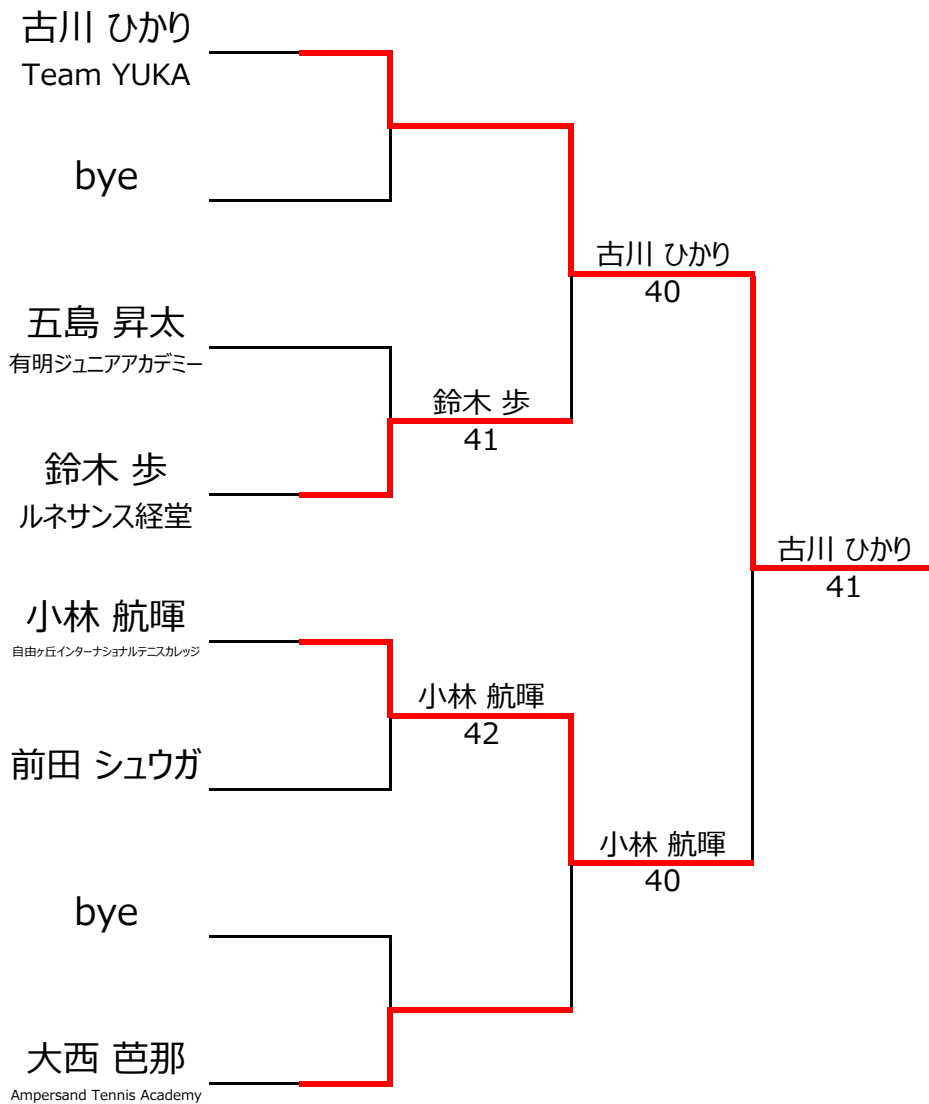 古川 ひかり
Team YUKA
bye
古川 ひかり
40
五島 昇太
有明ジュニアアカデミー
鈴木 歩
41
鈴木 歩
ルネサンス経堂
古川 ひかり
41
小林 航暉
自由ヶ丘インターナショナルテニスカレッジ
小林 航暉
42
前田 シュウガ
小林 航暉
40
bye
大西 芭那
Ampersand Tennis Academy